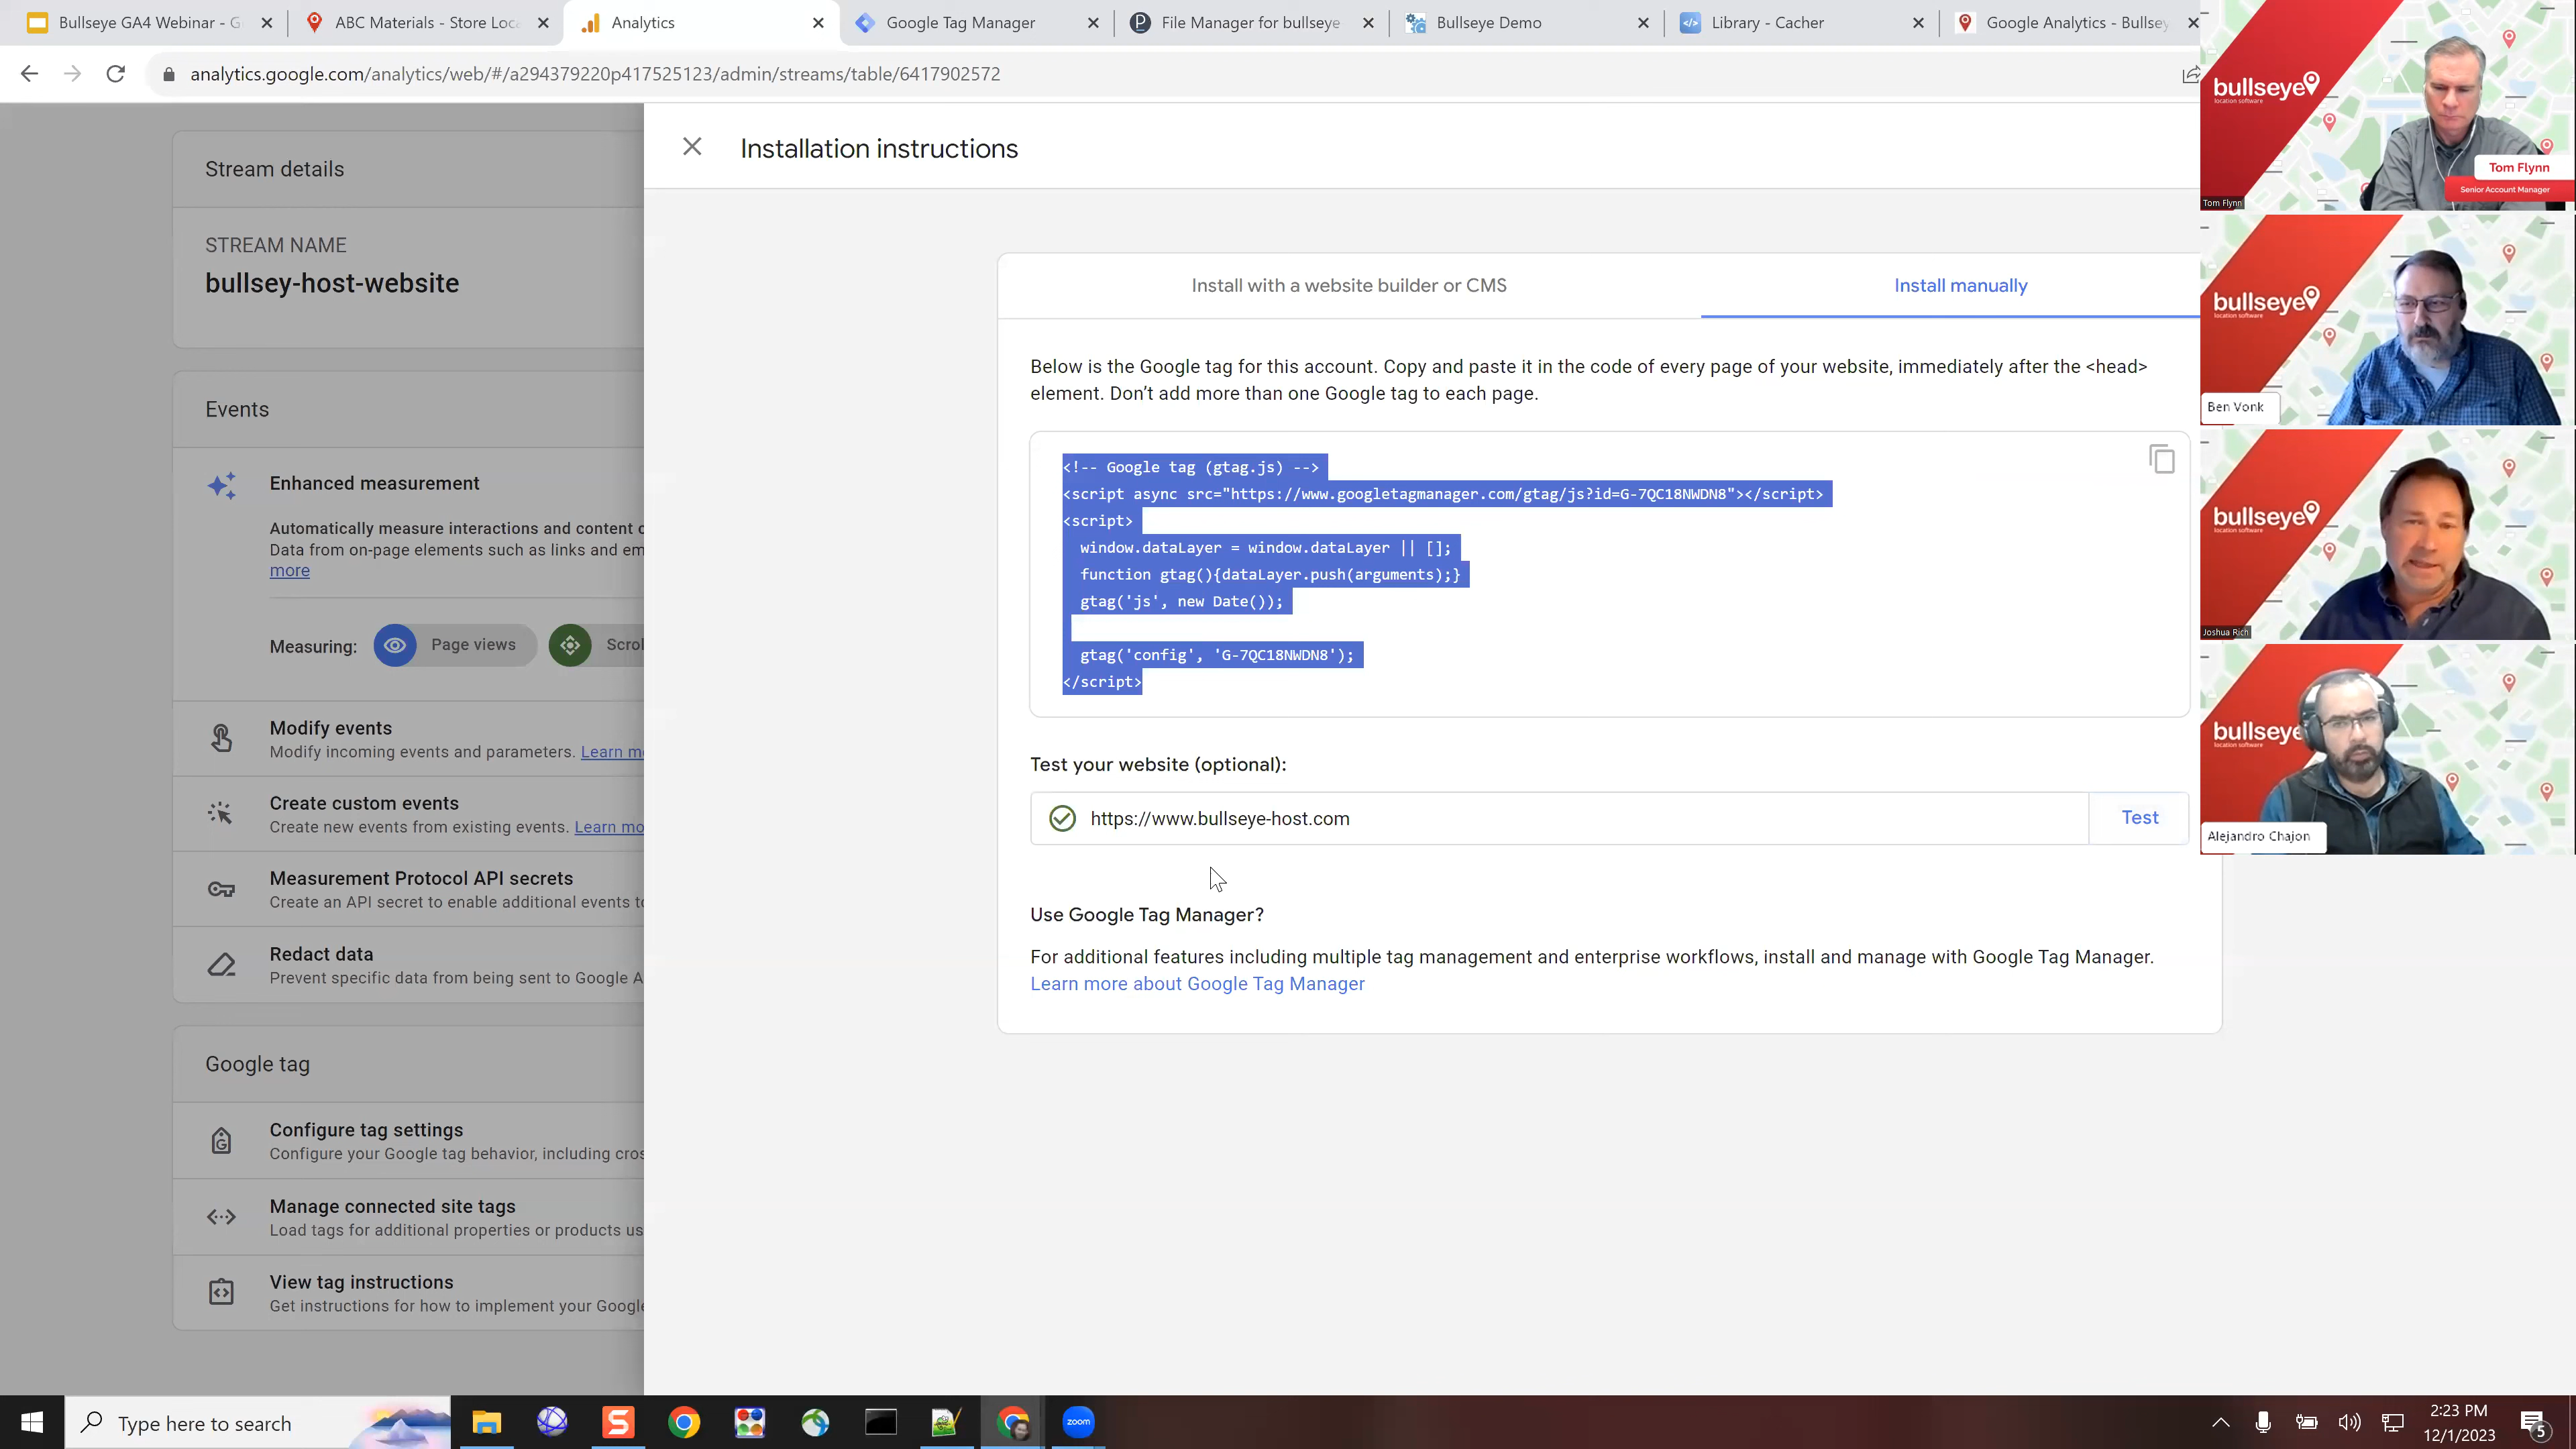 Bullseye GA4 Webinar - G
ABC Materials - Store Loc
Analytics
Google Tag Manager
File Manager for bullseye
Bullseye Demo
Library - Cacher
Google Analytics - Bullsey
analytics.google.com/analytics/web/#/a294379220p417525123/admin/streams/table/6417902572
Stream details
STREAM NAME
bullsey-host-website
Events
Enhanced measurement
Automatically measure interactions and content o
Data from on-page elements such as links and em
more
Measuring:
Page views
Scrol
Modify events
Modify incoming events and parameters. Learn m
Create custom events
Create new events from existing events. Learn mo
Measurement Protocol API secrets
Create an API secret to enable additional events to
Redact data
Prevent specific data from being sent to Google A
Google tag
Configure tag settings
Configure your Google tag behavior, including cros
Manage connected site tags
Load tags for additional properties or products us
View tag instructions
Get instructions for how to implement your Google
Installation instructions
Install with a website builder or CMS
Install manually
Below is the Google tag for this account. Copy and paste it in the code of every page of your website, immediately after the <head>
element. Don't add more than one Google tag to each page.
<!-- Google tag (gtag.js) -->
<script async src="https://www.googletagmanager.com/gtag/js?id=G-7QC18NWDN8"></script>
<script>
window.dataLayer = window.dataLayer || [];
function gtag(){dataLayer.push(arguments);}
gtag('js', new Date());
gtag('config', 'G-7QC18NWDN8');
</script>
Test your website (optional):
https://www.bullseye-host.com
Test
Use Google Tag Manager?
For additional features including multiple tag management and enterprise workflows, install and manage with Google Tag Manager.
Learn more about Google Tag Manager
bullseye
location software
Tom Flynn
Senior Account Manager
Tom Flynn
bullseye
location software
Ben Vonk
bullseye
location software
Joshua Rich
bullseye
location software
Alejandro Chajon
Type here to search
zoom
2:23 PM
12/1/2023
5